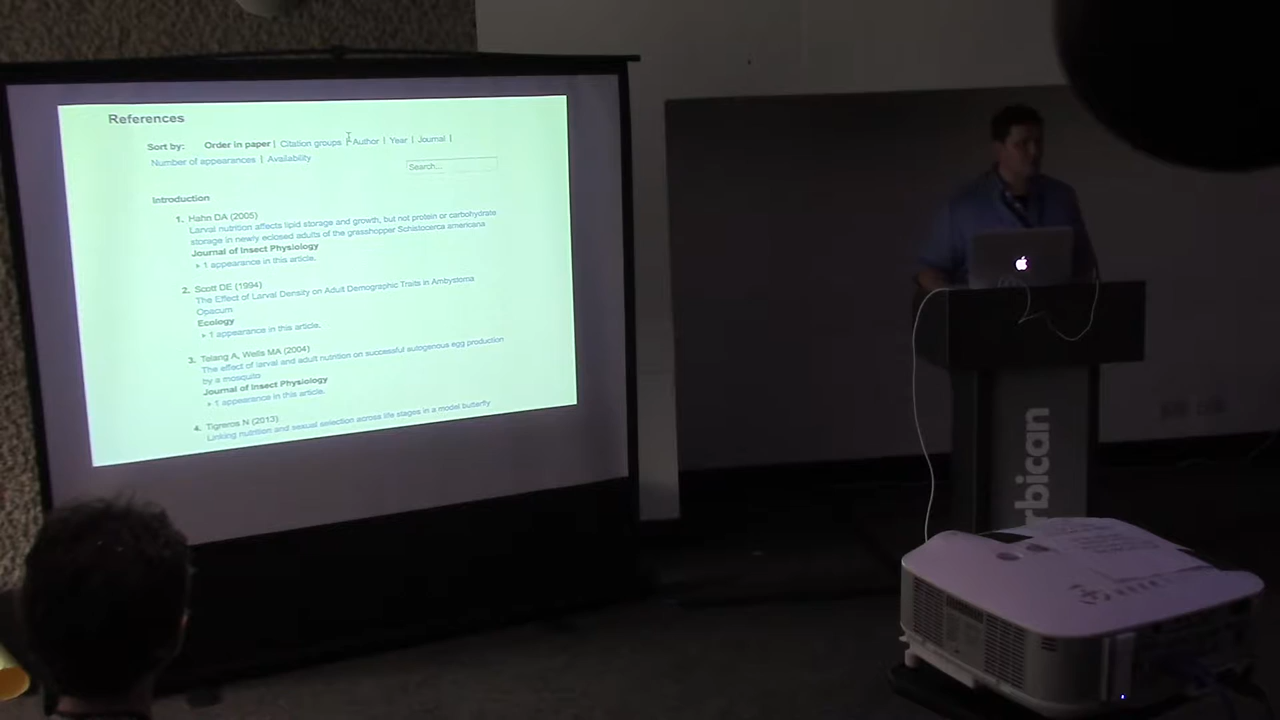 References
Sort by: Order in paper | Citation groups | Author | Year | Journal |
Number of appearances | Availability
Search...
Introduction
1. Hahn DA (2005)
Larval nutrition affects lipid storage and growth, but not protein or carbohydrate
storage in newly eclosed adults of the grasshopper Schistocerca americana
Journal of Insect Physiology
1 appearance in this article.
2. Scott DE (1994)
The Effect of Larval Density on Adult Demographic Traits in Ambystoma
Opacum
Ecology
1 appearance in this article.
3. Telang A, Wells MA (2004)
The effect of larval and adult nutrition on successful autogenous egg production
by a mosquito
Journal of Insect Physiology
1 appearance in this article.
4. Tigreros N (2013)
Linking nutrition and sexual selection across life stages in a model butterfly
rbican